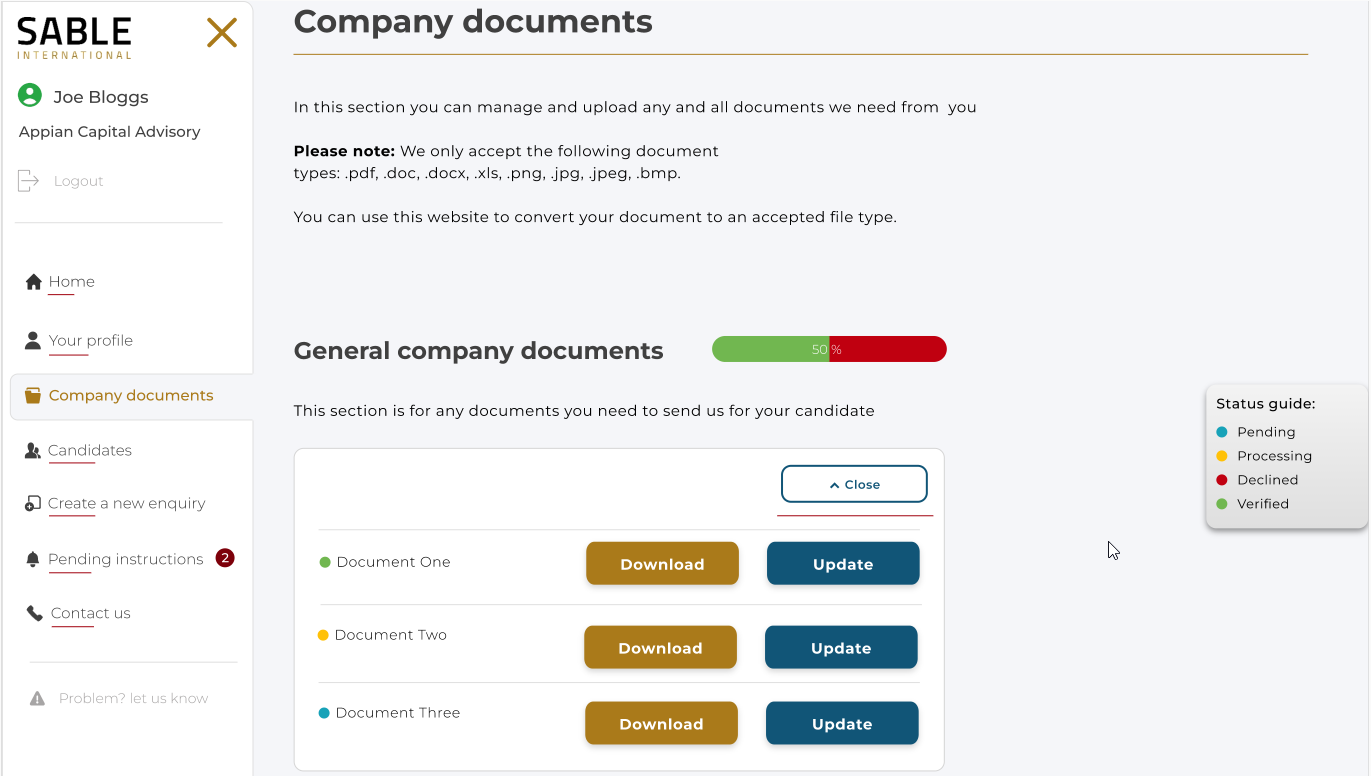 SABLE
INTERNATIONAL
Joe Bloggs
Appian Capital Advisory
Logout
Home
Your profile
Company documents
Candidates
Create a new enquiry
Pending instructions 2
Contact us
Problem? let us know
Company documents
In this section you can manage and upload any and all documents we need from  you
Please note: We only accept the following document
types: .pdf, .doc, .docx, .xls, .png, .jpg, .jpeg, .bmp.
You can use this website to convert your document to an accepted file type.
General company documents 50 %
This section is for any documents you need to send us for your candidate
Close
Document One Download Update
Document Two Download Update
Document Three Download Update
Status guide:
Pending
Processing
Declined
Verified